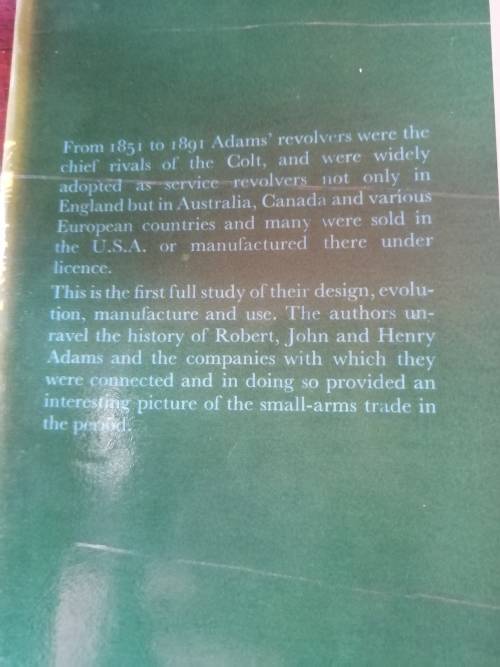 From 1851 to 1891 Adams' revolvers were the
chief rivals of the Colt, and were widely
adopted as service revolvers not only in
England but in Australia, Canada and various
European countries and many were sold in
the U.S.A. or manufactured there under
licence.
This is the first full study of their design, evolu-
tion, manufacture and use. The authors un-
ravel the history of Robert, John and Henry
Adams and the companies with which they
were connected and in doing so provided an
interesting picture of the small-arms trade in
the period.